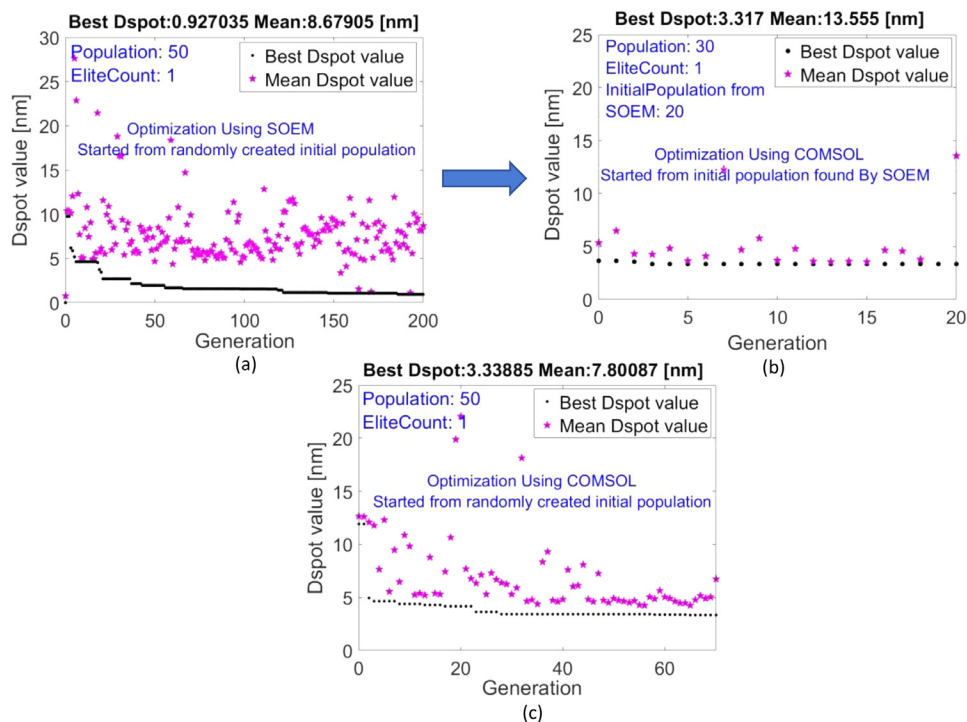 Best Dspot:0.927035 Mean:8.67905 [nm]
30
25
20
15
10
5
0
Dspot value [nm]
Population: 50
EliteCount: 1
Best Dspot value
Mean Dspot value
Optimization Using SOEM
Started from randomly created initial population
0
50
100
150
200
Generation
(a)
Best Dspot:3.317 Mean:13.555 [nm]
25
20
15
10
5
0
Dspot value [nm]
Population: 30
EliteCount: 1
InitialPopulation from
SOEM: 20
Best Dspot value
Mean Dspot value
Optimization Using COMSOL
Started from initial population found By SOEM
0
5
10
15
20
Generation
(b)
Best Dspot:3.33885 Mean:7.80087 [nm]
25
20
15
10
5
0
Dspot value [nm]
Population: 50
EliteCount: 1
Best Dspot value
Mean Dspot value
Optimization Using COMSOL
Started from randomly created initial population
0
20
40
60
Generation
(c)